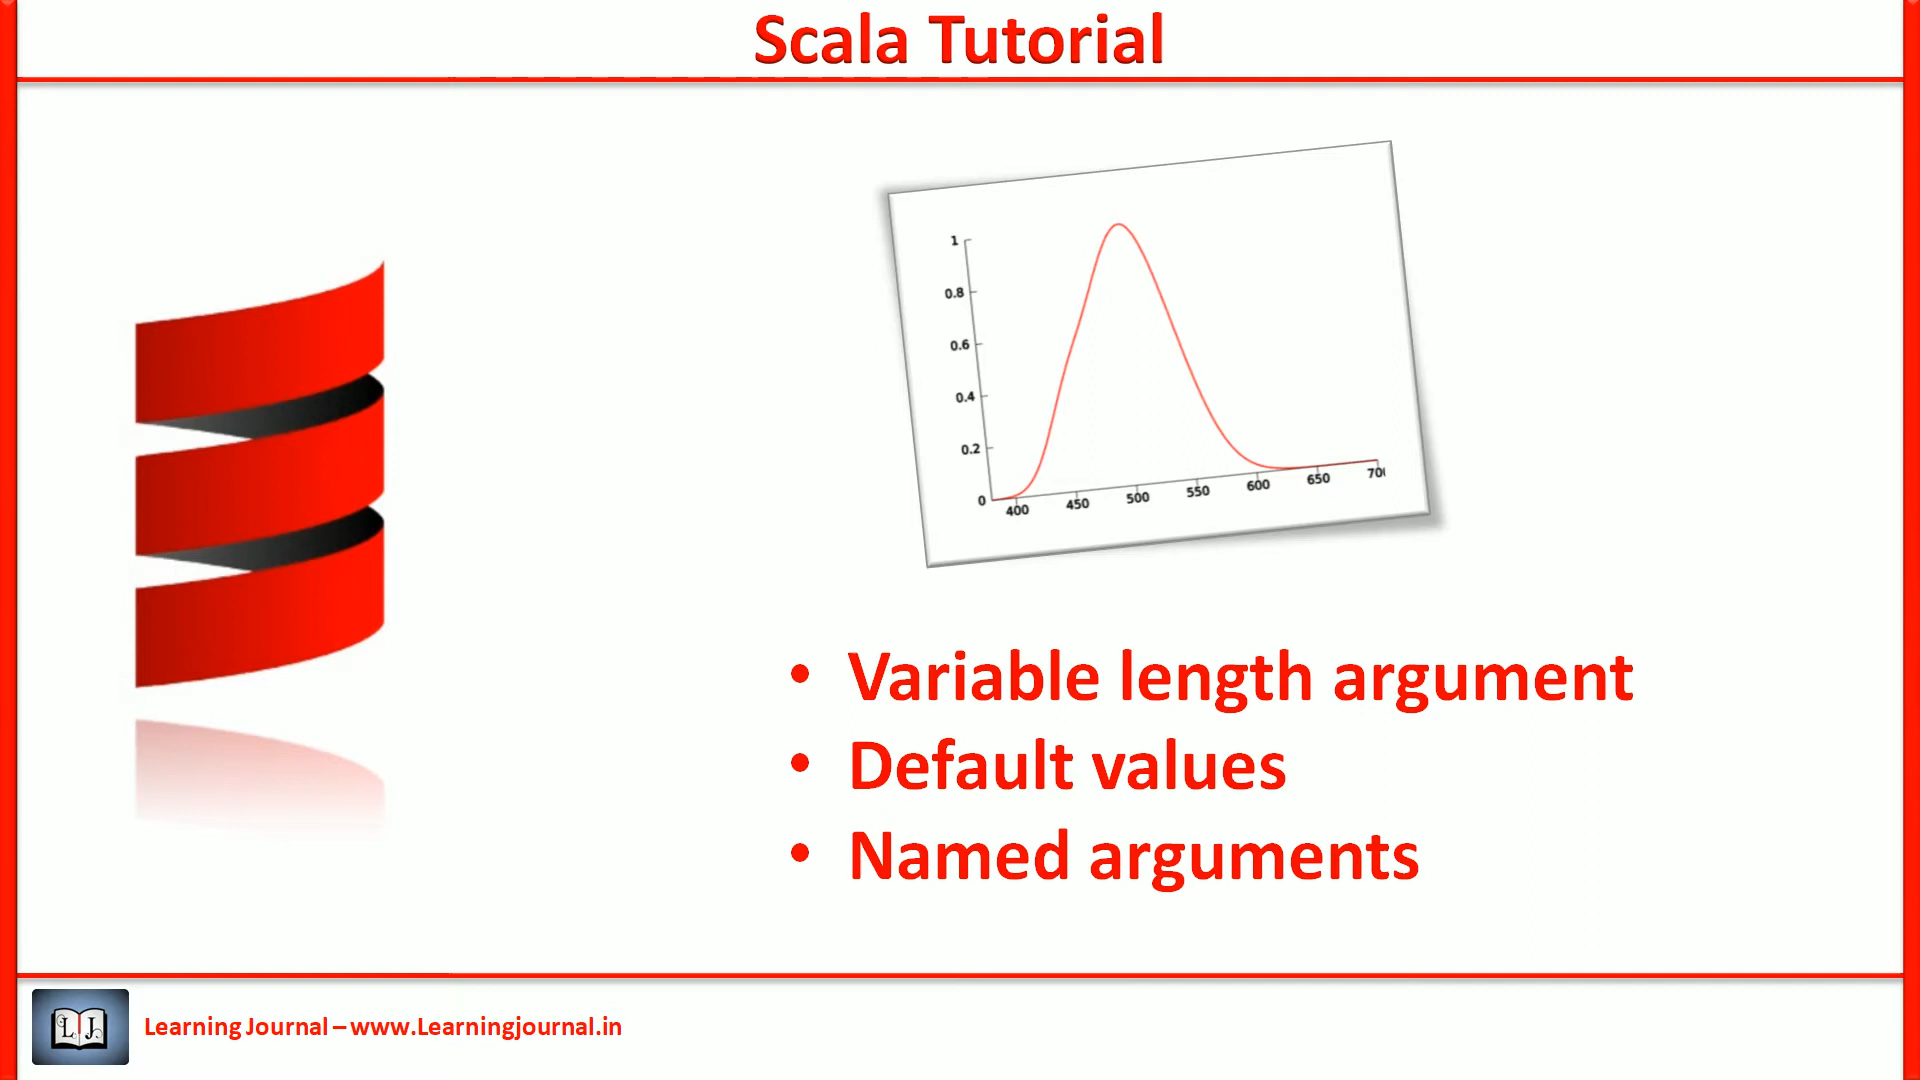 Scala Tutorial
1
0.8
0.6
0.4
0.2
0
400 450 500 550 600 650
• Variable length argument
• Default values
• Named arguments
L J
Learning Journal – www.Learningjournal.in